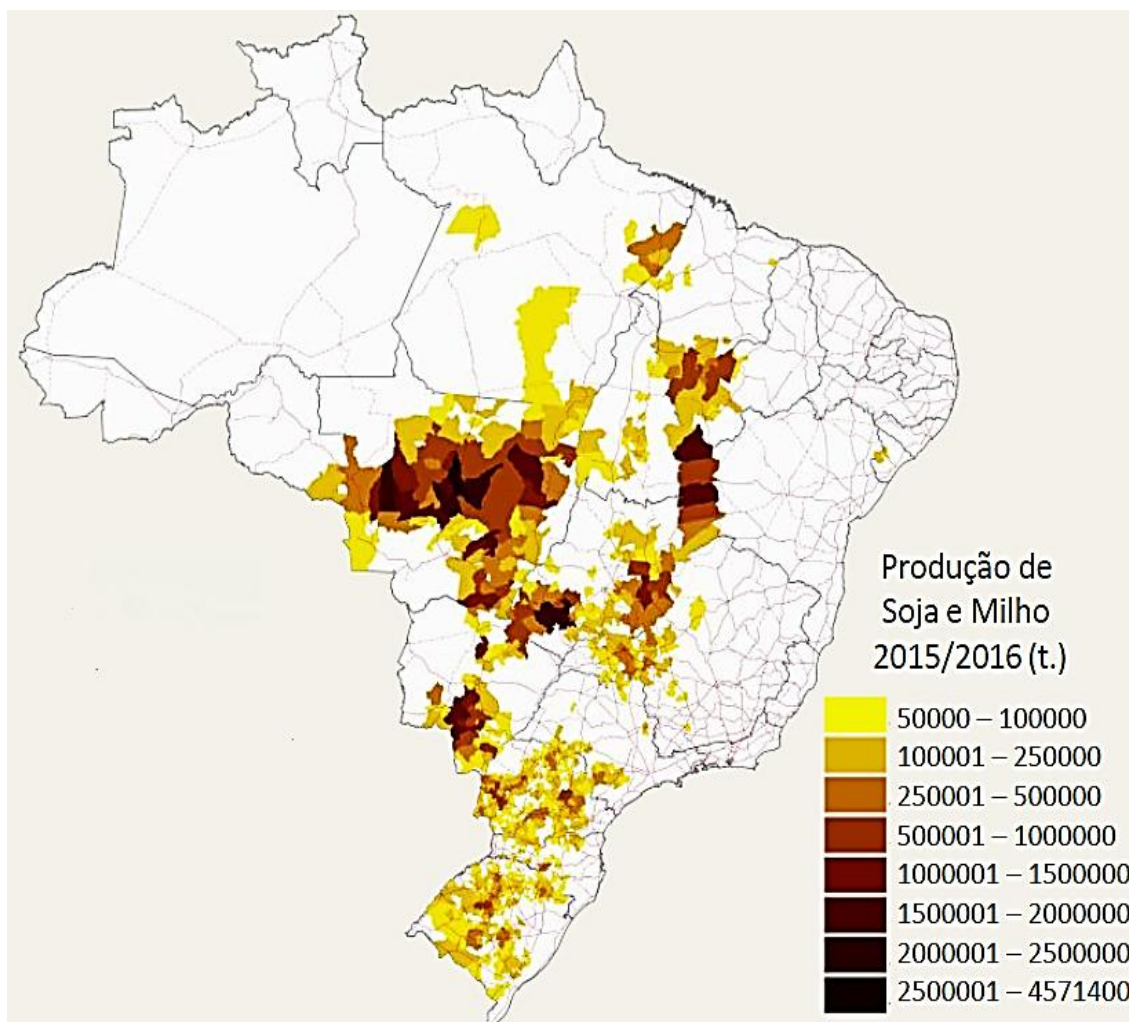 Produção de
Soja e Milho
2015/2016 (t.)
50000 – 100000
100001 – 250000
250001 – 500000
500001 – 1000000
1000001 – 1500000
1500001 – 2000000
2000001 – 2500000
2500001 – 4571400